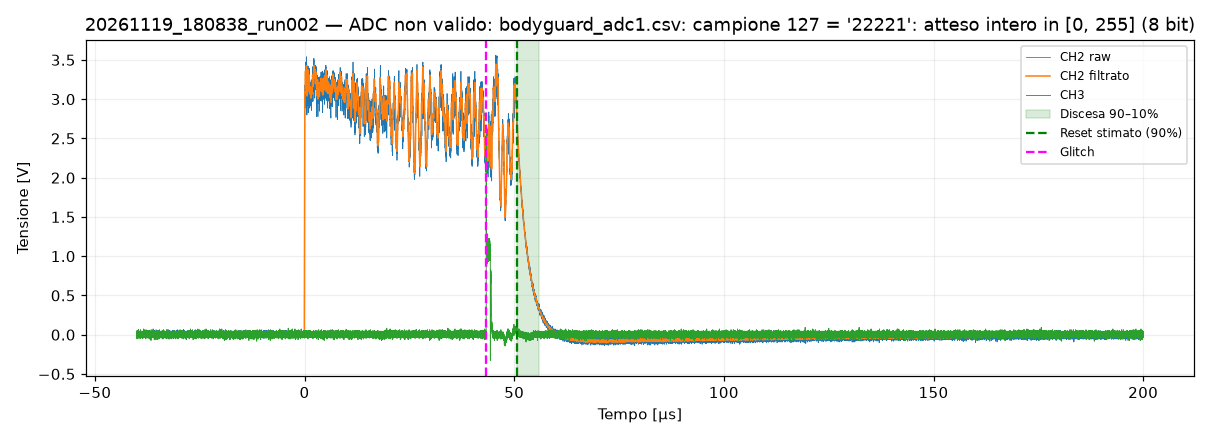 20261119_180838_run002 — ADC non valido: bodyguard_adc1.csv: campione 127 = '22221': atteso intero in [0, 255] (8 bit)
CH2 raw
CH2 filtrato
CH3
Discesa 90–10%
Reset stimato (90%)
Glitch
Tensione [V]
3.5
3.0
2.5
2.0
1.5
1.0
0.5
0.0
−0.5
−50
0
50
100
150
200
Tempo [µs]